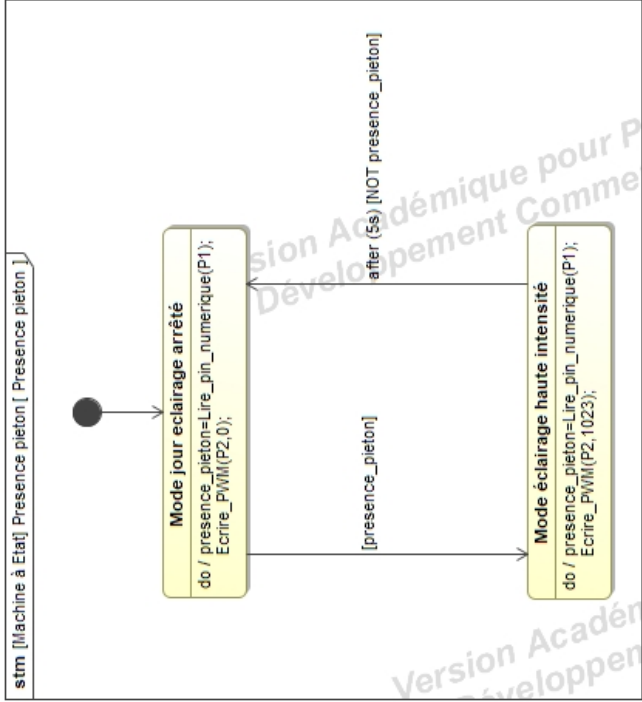 stm [Machine à Etat] Presence pieton [ Presence pieton ]
Mode jour eclairage arrêté
do / presence_pieton=Lire_pin_numerique(P1);
Ecrire_PWM(P2,0);
[presence_pieton]
after (5s) [NOT presence_pieton]
Mode éclairage haute intensité
do / presence_pieton=Lire_pin_numerique(P1);
Ecrire_PWM(P2,1023);
Version Académique pour P
Développement Comme
Version Académ
Développen